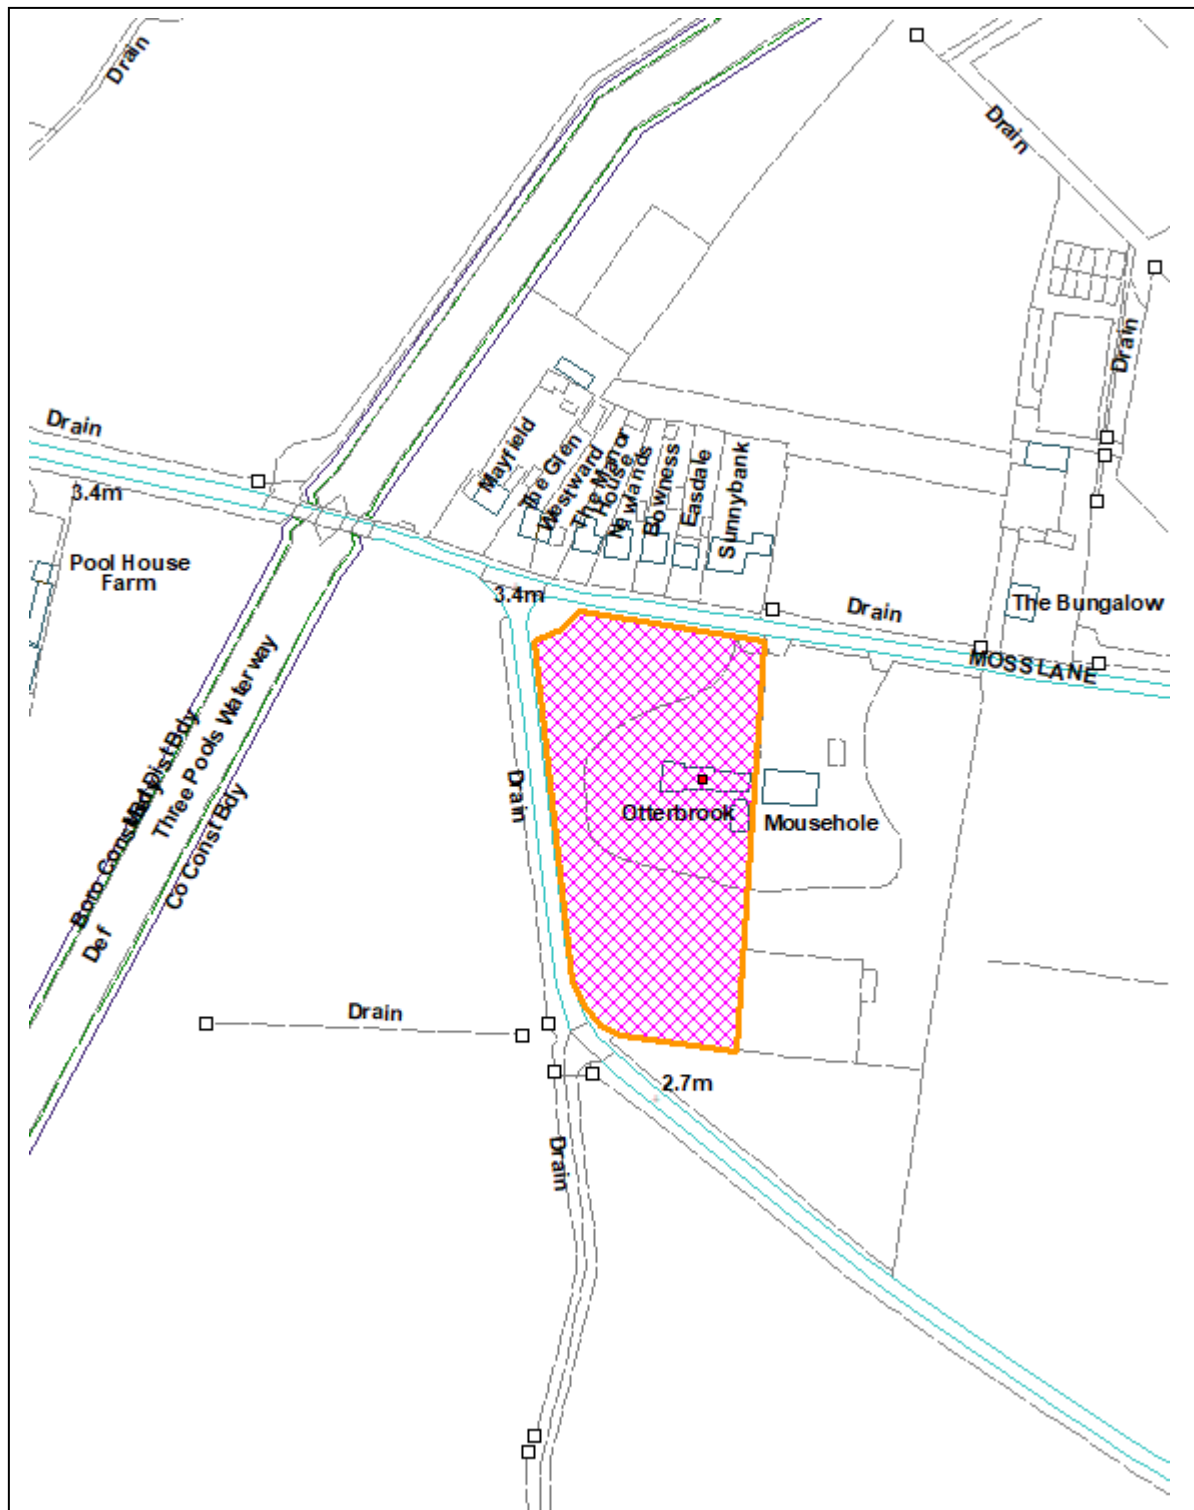 Drain
Drain
Drain
Drain
3.4m
Mayfield
The Glen
Westward
The Manor
House
Newlands
Bowness
Easdale
Sunnybank
Pool House
Farm
3.4m
Drain
The Bungalow
MOSS LANE
Three Pools Waterway
Co Const Bdy
Def
Drain
Otterbrook
Mousehole
Drain
2.7m
Drain